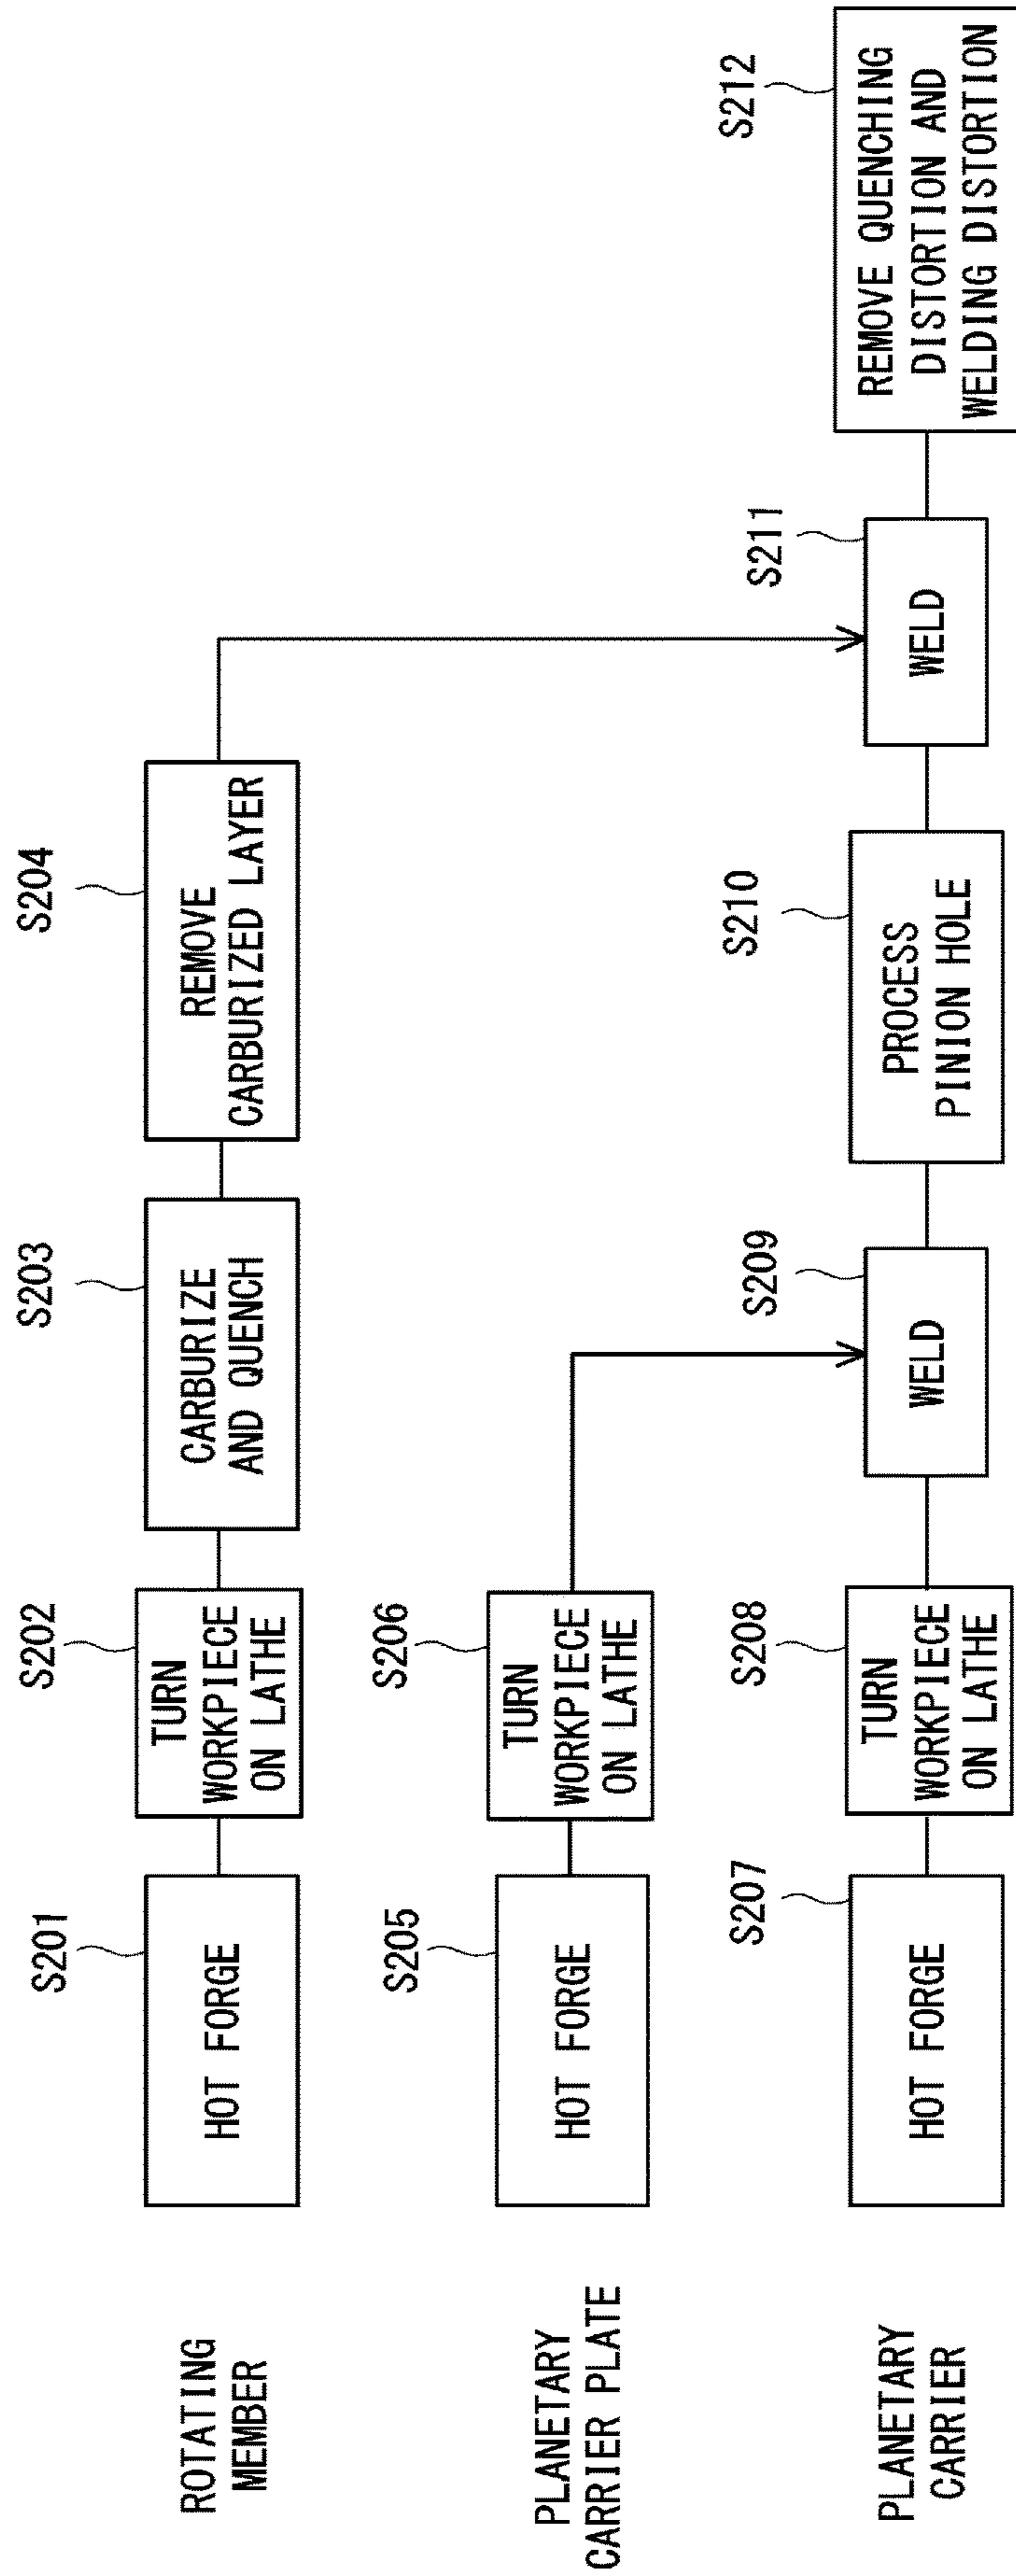 ROTATING
MEMBER
S201
HOT FORGE
S202
TURN
WORKPIECE
ON LATHE
S203
CARBURIZE
AND QUENCH
S204
REMOVE
CARBURIZED LAYER
PLANETARY
CARRIER PLATE
S205
HOT FORGE
S206
TURN
WORKPIECE
ON LATHE
PLANETARY
CARRIER
S207
HOT FORGE
S208
TURN
WORKPIECE
ON LATHE
S209
WELD
S210
PROCESS
PINION HOLE
S211
WELD
S212
REMOVE QUENCHING
DISTORTION AND
WELDING DISTORTION